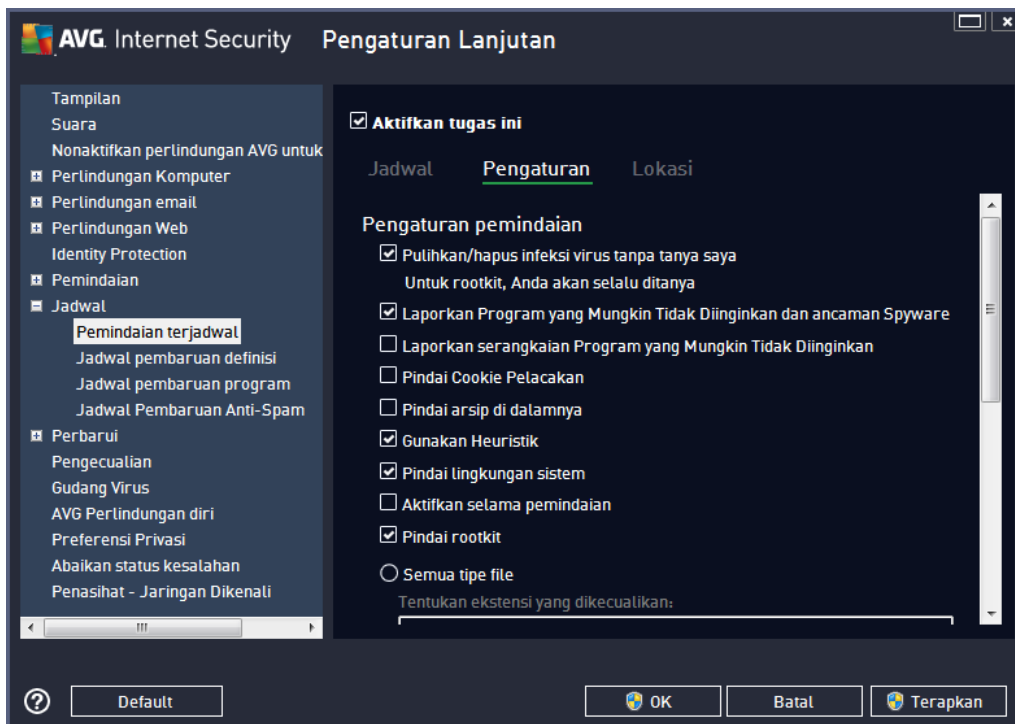 AVG. Internet Security Pengaturan Lanjutan
Tampilan
Suara
Nonaktifkan perlindungan AVG untuk
Perlindungan Komputer
Perlindungan email
Perlindungan Web
Identity Protection
Pemindaian
Jadwal
Pemindaian terjadwal
Jadwal pembaruan definisi
Jadwal pembaruan program
Jadwal Pembaruan Anti-Spam
Perbarui
Pengecualian
Gudang Virus
AVG Perlindungan diri
Preferensi Privasi
Abaikan status kesalahan
Penasihat - Jaringan Dikenali
Aktifkan tugas ini
Jadwal Pengaturan Lokasi
Pengaturan pemindaian
Pulihkan/hapus infeksi virus tanpa tanya saya
Untuk rootkit, Anda akan selalu ditanya
Laporkan Program yang Mungkin Tidak Diinginkan dan ancaman Spyware
Laporkan serangkaian Program yang Mungkin Tidak Diinginkan
Pindai Cookie Pelacakan
Pindai arsip di dalamnya
Gunakan Heuristik
Pindai lingkungan sistem
Aktifkan selama pemindaian
Pindai rootkit
Semua tipe file
Tentukan ekstensi yang dikecualikan:
Default OK Batal Terapkan